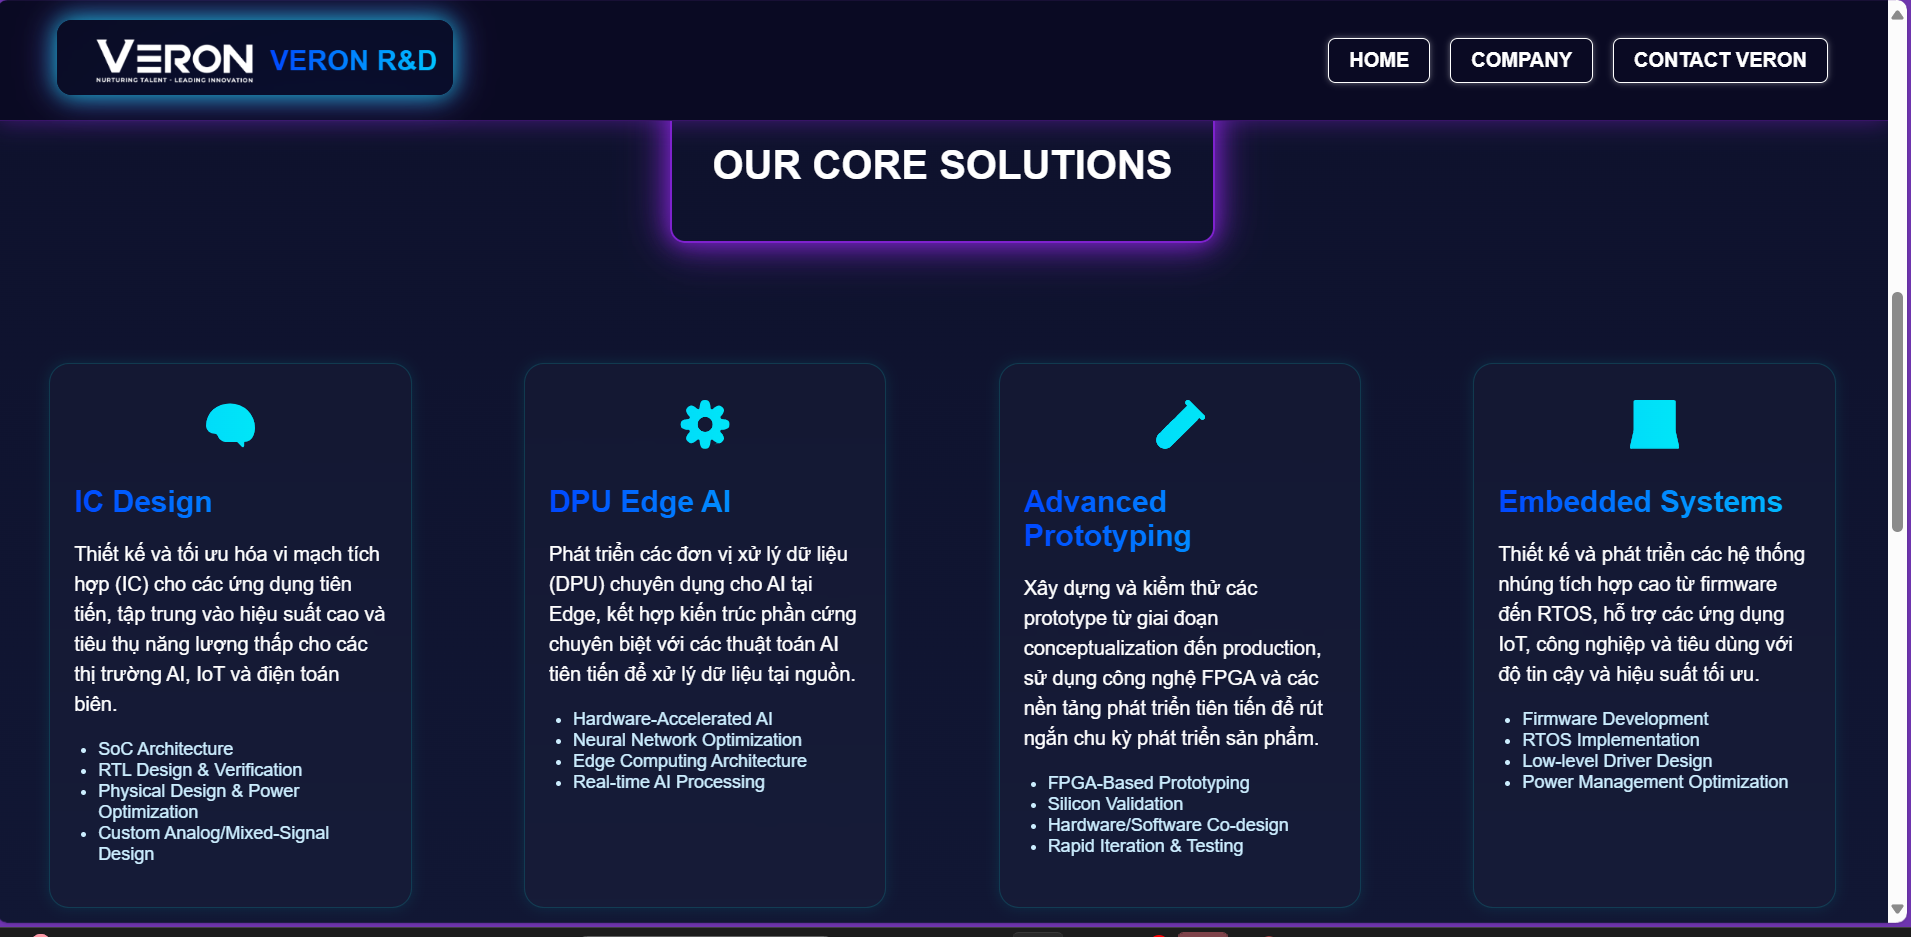 VERON
NURTURING TALENT - LEADING INNOVATION
VERON R&D
HOME
COMPANY
CONTACT VERON
OUR CORE SOLUTIONS
IC Design
Thiết kế và tối ưu hóa vi mạch tích
hợp (IC) cho các ứng dụng tiên
tiến, tập trung vào hiệu suất cao và
tiêu thụ năng lượng thấp cho các
thị trường AI, IoT và điện toán
biên.
• SoC Architecture
• RTL Design & Verification
• Physical Design & Power
Optimization
• Custom Analog/Mixed-Signal
Design
DPU Edge AI
Phát triển các đơn vị xử lý dữ liệu
(DPU) chuyên dụng cho AI tại
Edge, kết hợp kiến trúc phần cứng
chuyên biệt với các thuật toán AI
tiên tiến để xử lý dữ liệu tại nguồn.
• Hardware-Accelerated AI
• Neural Network Optimization
• Edge Computing Architecture
• Real-time AI Processing
Advanced
Prototyping
Xây dựng và kiểm thử các
prototype từ giai đoạn
conceptualization đến production,
sử dụng công nghệ FPGA và các
nền tảng phát triển tiên tiến để rút
ngắn chu kỳ phát triển sản phẩm.
• FPGA-Based Prototyping
• Silicon Validation
• Hardware/Software Co-design
• Rapid Iteration & Testing
Embedded Systems
Thiết kế và phát triển các hệ thống
nhúng tích hợp cao từ firmware
đến RTOS, hỗ trợ các ứng dụng
IoT, công nghiệp và tiêu dùng với
độ tin cậy và hiệu suất tối ưu.
• Firmware Development
• RTOS Implementation
• Low-level Driver Design
• Power Management Optimization